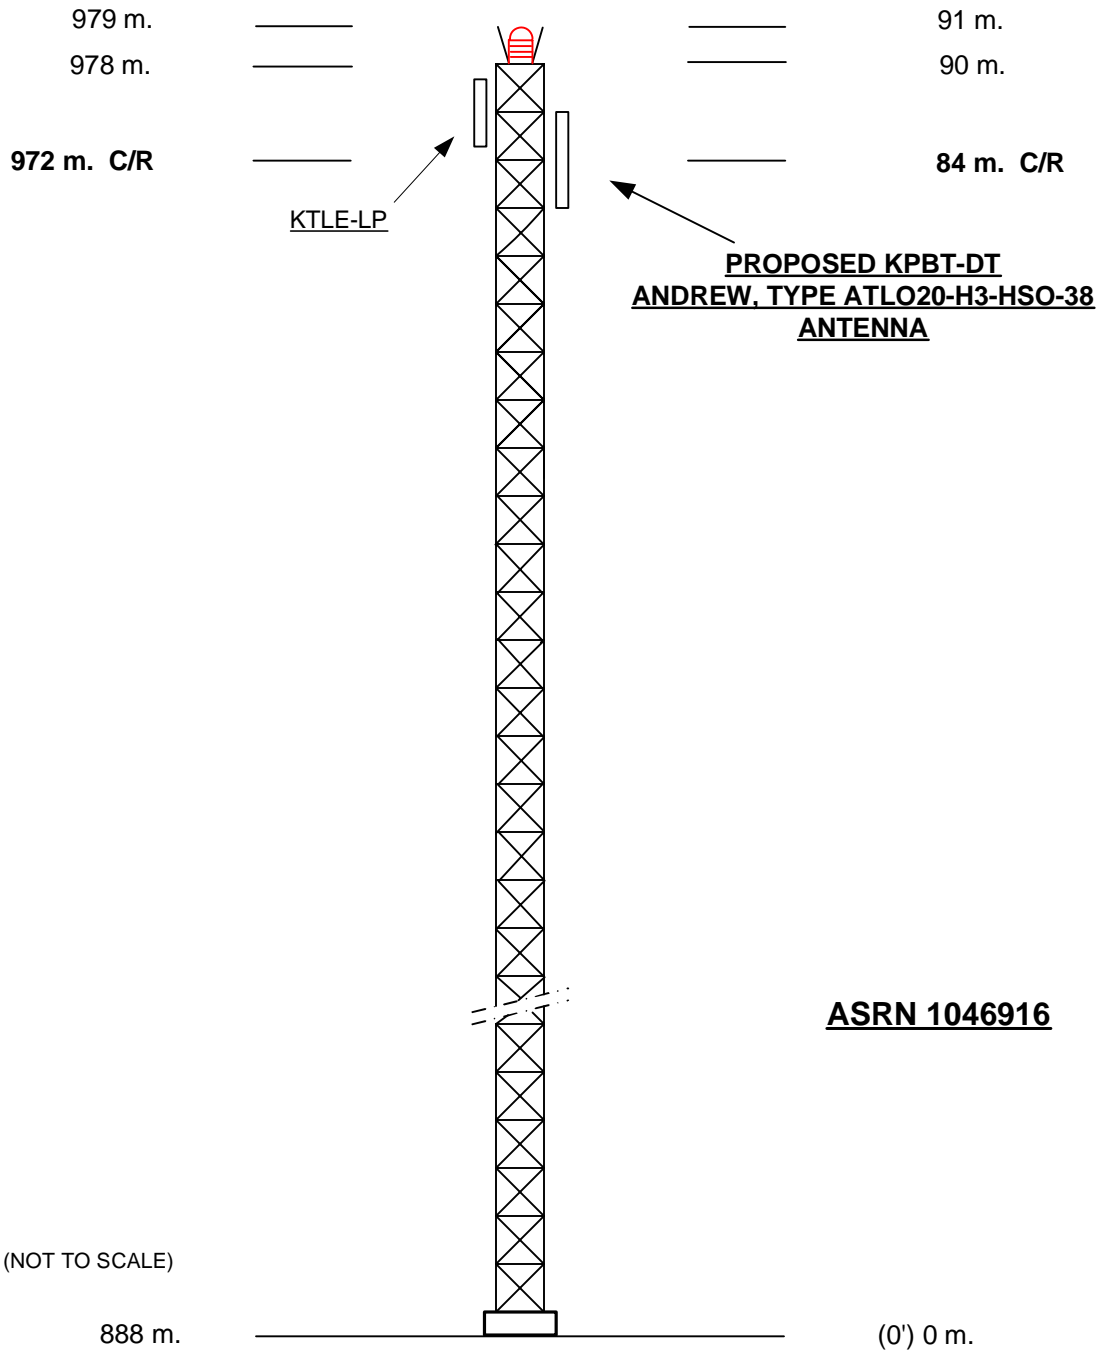 979 m.
91 m.
978 m.
90 m.
972 m. C/R
84 m. C/R
KTLE-LP
PROPOSED KPBT-DT
ANDREW, TYPE ATLO20-H3-HSO-38
ANTENNA
ASRN 1046916
(NOT TO SCALE)
888 m.
(0') 0 m.